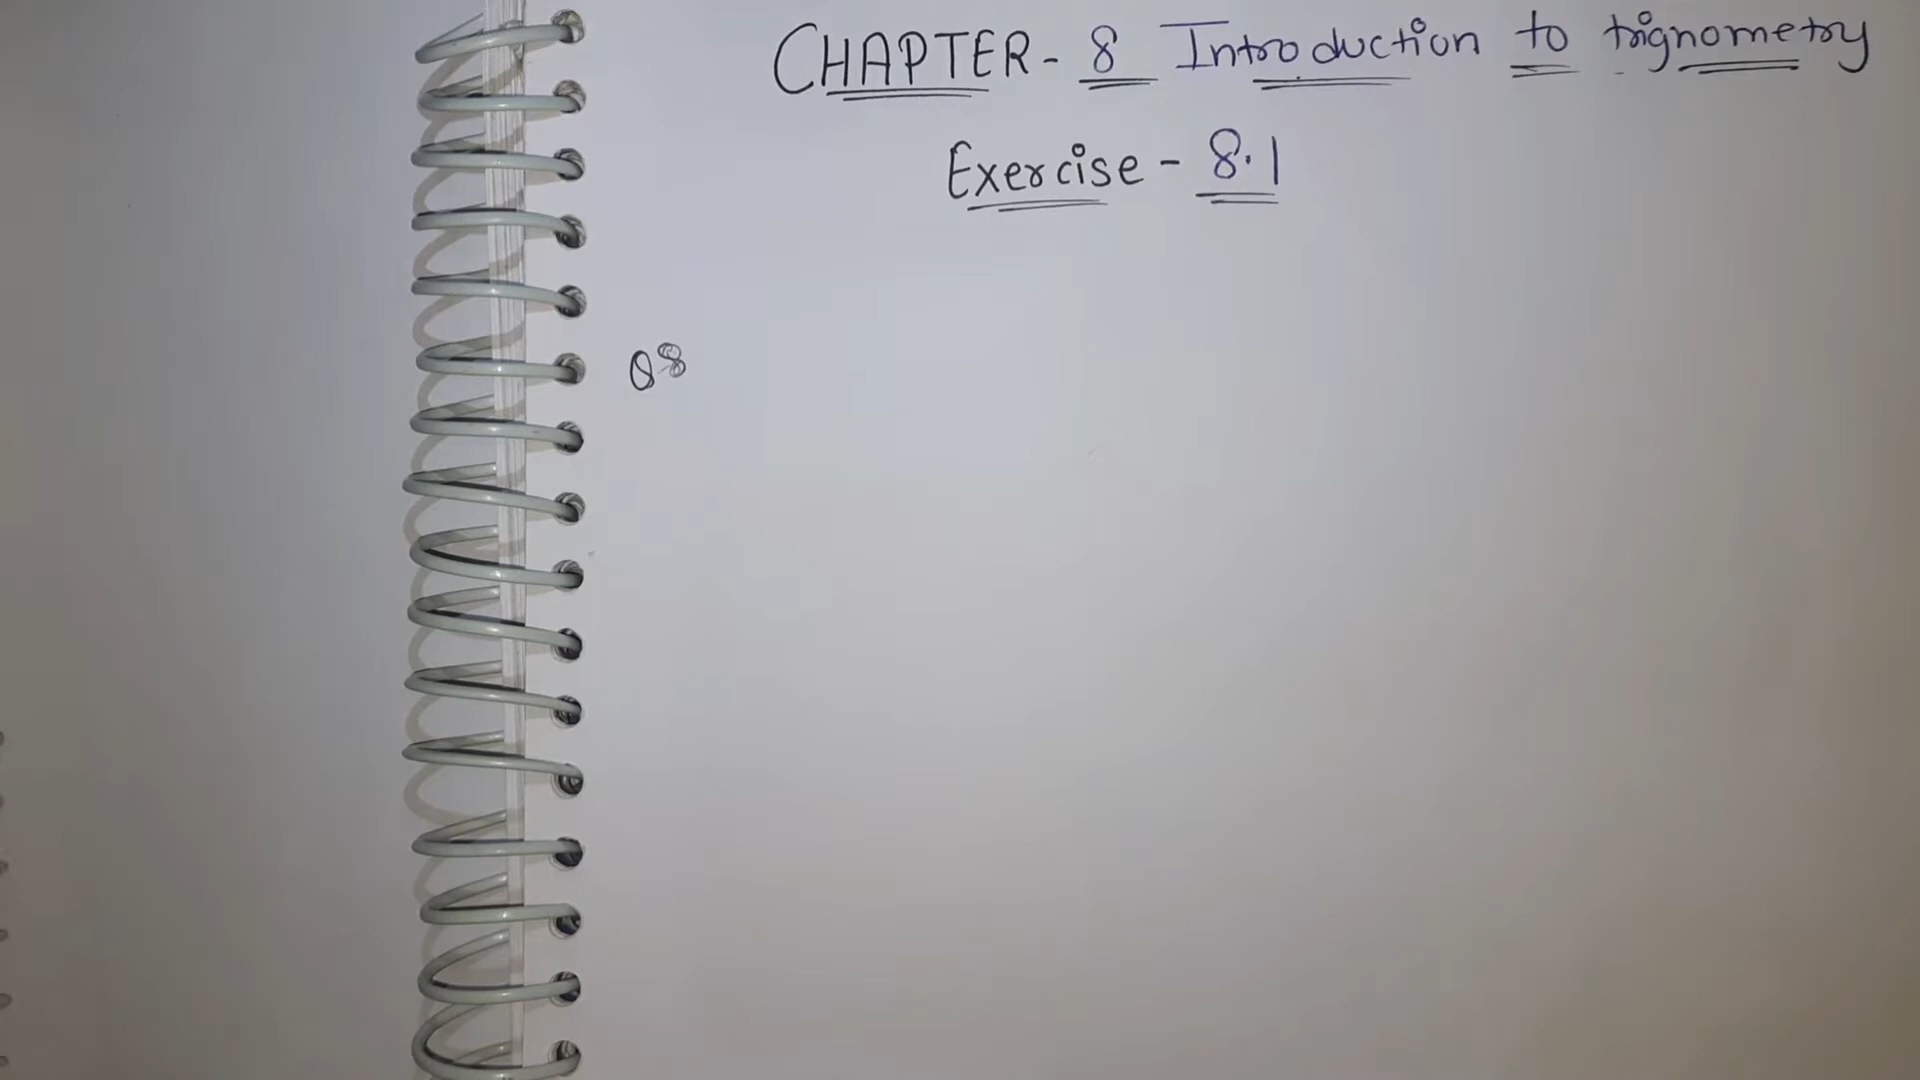 CHAPTER- 8 Introduction to trignometry
Exercise - 8.1
Q8